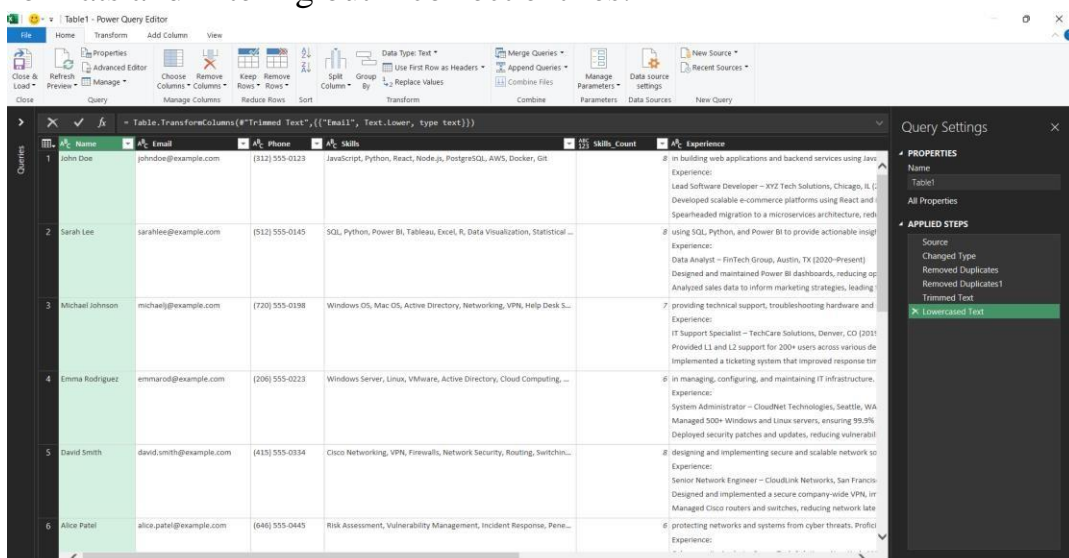 Table1 - Power Query Editor
File Home Transform Add Column View
Close & Load
Refresh Preview
Properties
Advanced Editor
Manage
Choose Columns
Remove Columns
Keep Rows
Remove Rows
Split Column
Group By
Data Type: Text
Use First Row as Headers
Replace Values
Merge Queries
Append Queries
Combine Files
Manage Parameters
Data source settings
New Source
Recent Sources
Close Query Manage Columns Reduce Rows Sort Transform Combine Parameters Data Sources New Query
= Table.TransformColumns(#"Trimmed Text",{{"Email", Text.Lower, type text}})
Queries
Name Email Phone Skills Skills_Count Experience
1 John Doe johndoe@example.com (312) 555-0123 JavaScript, Python, React, Node.js, PostgreSQL, AWS, Docker, Git 8 in building web applications and backend services using Java
Experience:
Lead Software Developer – XYZ Tech Solutions, Chicago, IL
Developed scalable e-commerce platforms using React and
Spearheaded migration to a microservices architecture,
2 Sarah Lee sarahlee@example.com (512) 555-0145 SQL, Python, Power BI, Tableau, Excel, R, Data Visualization, Statistical ... 8 using SQL, Python, and Power BI to provide actionable
Experience:
Data Analyst – FinTech Group, Austin, TX (2020–Present)
Designed and maintained Power BI dashboards, reducing op
Analyzed sales data to inform marketing strategies, leading
3 Michael Johnson michaelj@example.com (720) 555-0198 Windows OS, Mac OS, Active Directory, Networking, VPN, Help Desk S... 7 providing technical support, troubleshooting hardware and
Experience:
IT Support Specialist – TechCare Solutions, Denver, CO (2019
Provided L1 and L2 support for 200+ users across various de
Implemented a ticketing system that improved response tim
4 Emma Rodriguez emmarod@example.com (206) 555-0223 Windows Server, Linux, VMware, Active Directory, Cloud Computing, ... 6 in managing, configuring, and maintaining IT infrastructure.
Experience:
System Administrator – CloudNet Technologies, Seattle, WA
Managed 500+ Windows and Linux servers, ensuring 99.9%
Deployed security patches and updates, reducing vulnerabil
5 David Smith david.smith@example.com (415) 555-0334 Cisco Networking, VPN, Firewalls, Network Security, Routing, Switchin... 8 designing and implementing secure and scalable network so
Experience:
Senior Network Engineer – CloudLink Networks, San Francis
Designed and implemented a secure company-wide VPN, im
Managed Cisco routers and switches, reducing network late
6 Alice Patel alice.patel@example.com (646) 555-0445 Risk Assessment, Vulnerability Management, Incident Response, Pene... 6 protecting networks and systems from cyber threats. Profici
Experience:
Query Settings
PROPERTIES
Name
Table1
All Properties
APPLIED STEPS
Source
Changed Type
Removed Duplicates
Removed Duplicates1
Trimmed Text
Lowercased Text